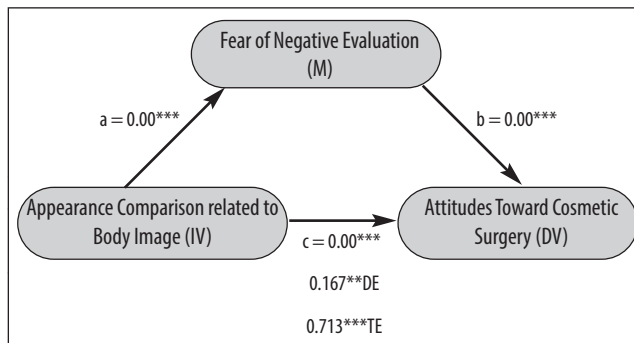 Fear of Negative Evaluation
(M)
a = 0.00***
b = 0.00***
Appearance Comparison related to
Body Image (IV)
Attitudes Toward Cosmetic
Surgery (DV)
c = 0.00***
0.167**DE
0.713***TE